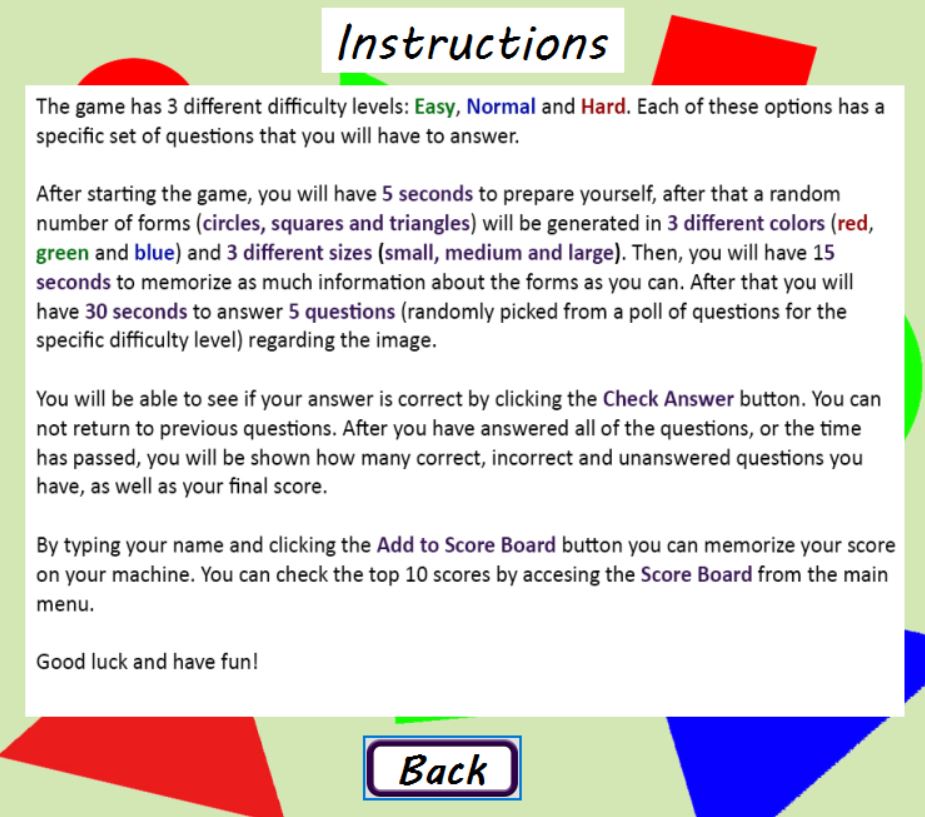 Instructions
The game has 3 different difficulty levels: Easy, Normal and Hard. Each of these options has a
specific set of questions that you will have to answer.
After starting the game, you will have 5 seconds to prepare yourself, after that a random
number of forms (circles, squares and triangles) will be generated in 3 different colors (red,
green and blue) and 3 different sizes (small, medium and large). Then, you will have 15
seconds to memorize as much information about the forms as you can. After that you will
have 30 seconds to answer 5 questions (randomly picked from a poll of questions for the
specific difficulty level) regarding the image.
You will be able to see if your answer is correct by clicking the Check Answer button. You can
not return to previous questions. After you have answered all of the questions, or the time
has passed, you will be shown how many correct, incorrect and unanswered questions you
have, as well as your final score.
By typing your name and clicking the Add to Score Board button you can memorize your score
on your machine. You can check the top 10 scores by accesing the Score Board from the main
menu.
Good luck and have fun!
Back